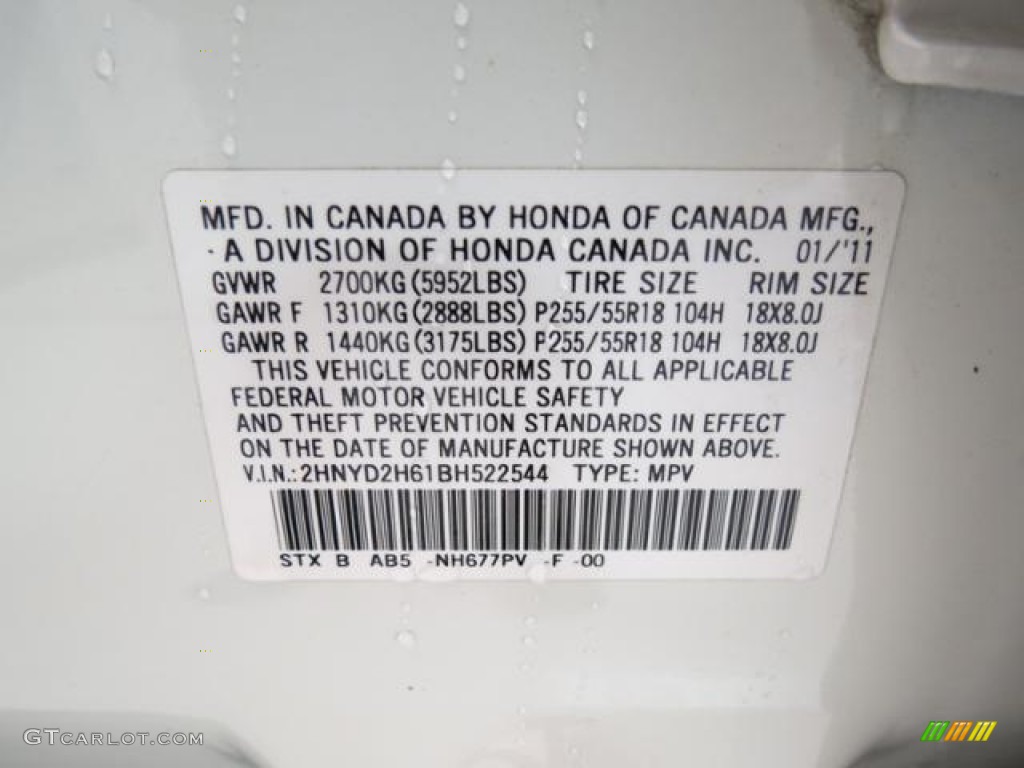 MFD. IN CANADA BY HONDA OF CANADA MFG.,
· A DIVISION OF HONDA CANADA INC. 01/'11
GVWR 2700KG(5952LBS) TIRE SIZE RIM SIZE
GAWR F 1310KG(2888LBS) P255/55R18 104H 18X8.0J
GAWR R 1440KG(3175LBS) P255/55R18 104H 18X8.0J
THIS VEHICLE CONFORMS TO ALL APPLICABLE
FEDERAL MOTOR VEHICLE SAFETY
AND THEFT PREVENTION STANDARDS IN EFFECT
ON THE DATE OF MANUFACTURE SHOWN ABOVE.
V.I.N.: 2HNYD2H61BH522544 TYPE: MPV
STX B AB5 -NH677PV -F -00
GTCARLOT.COM